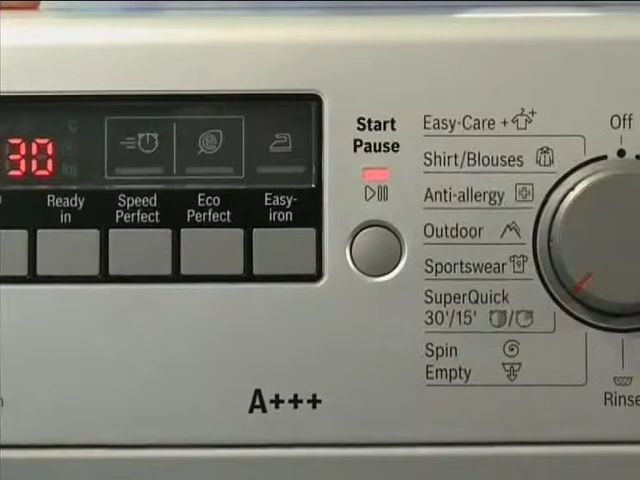 30
Ready
in
Speed
Perfect
Eco
Perfect
Easy-
iron
Start
Pause
A+++
Easy-Care +
Shirt/Blouses
Anti-allergy
Outdoor
Sportswear
SuperQuick
30'/15'
Spin
Empty
Off
Rinse